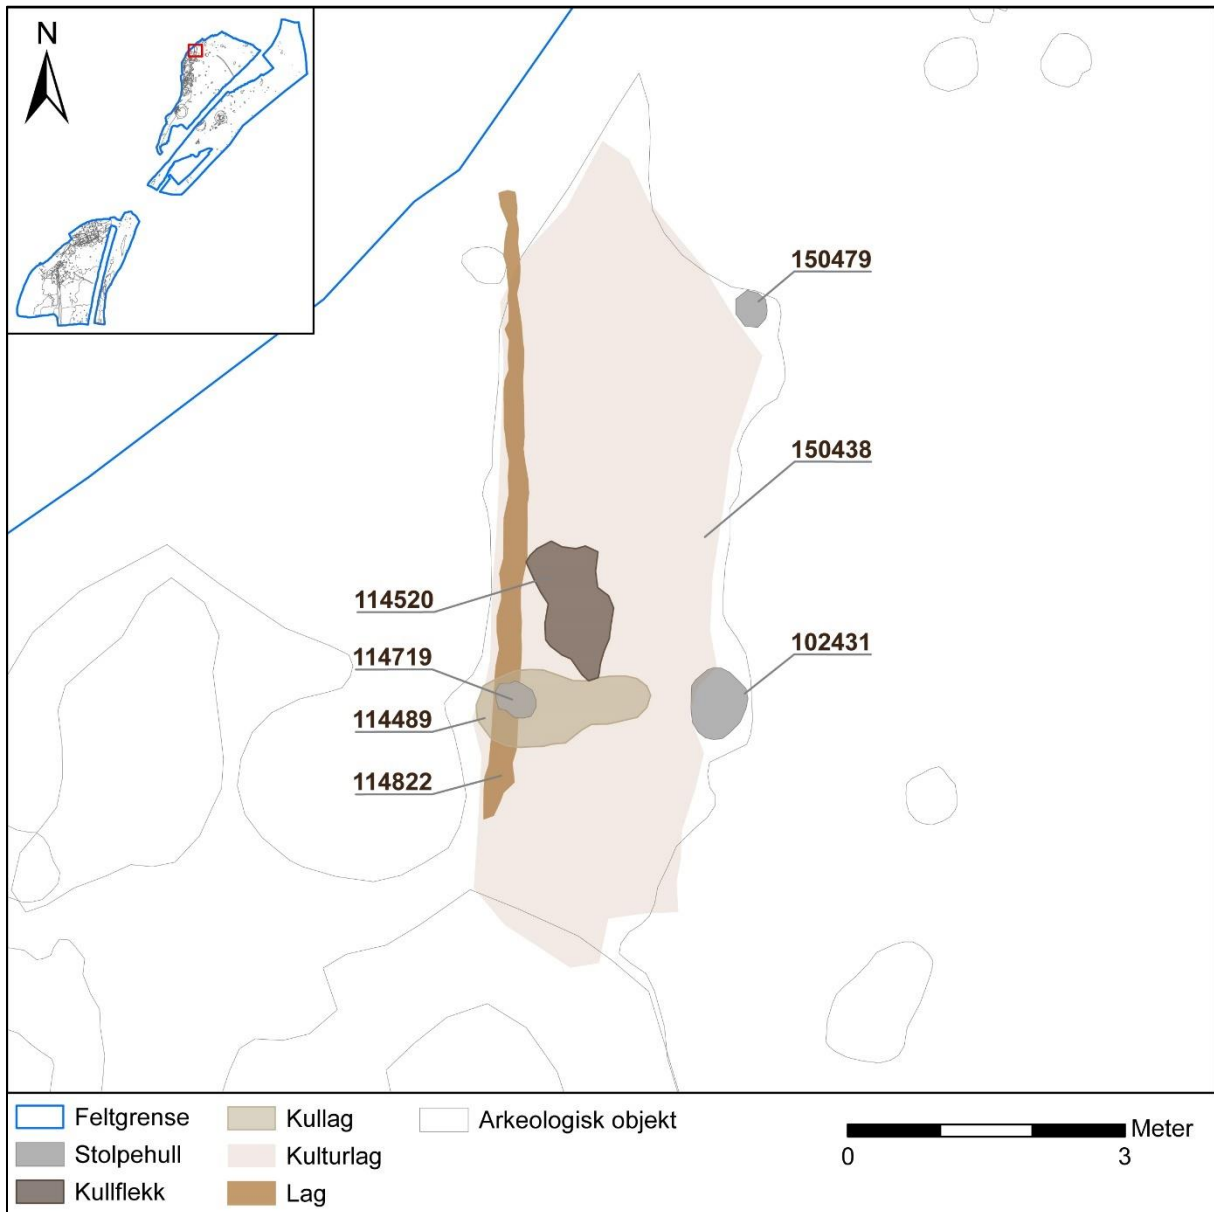 N
150479
150438
114520
114719
102431
114489
114822
Feltgrense
Stolpehull
Kullflekk
Kullag
Kulturlag
Lag
Arkeologisk objekt
Meter
0 3